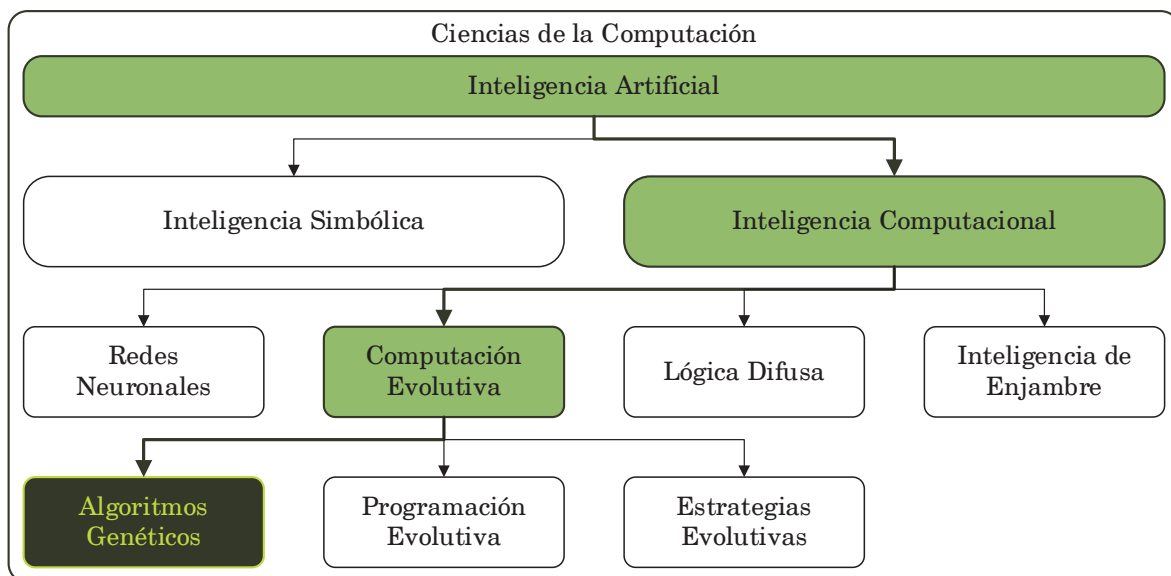 Ciencias de la Computación
Inteligencia Artificial
Inteligencia Simbólica
Inteligencia Computacional
Redes
Neuronales
Computación
Evolutiva
Lógica Difusa
Inteligencia de
Enjambre
Algoritmos
Genéticos
Programación
Evolutiva
Estrategias
Evolutivas